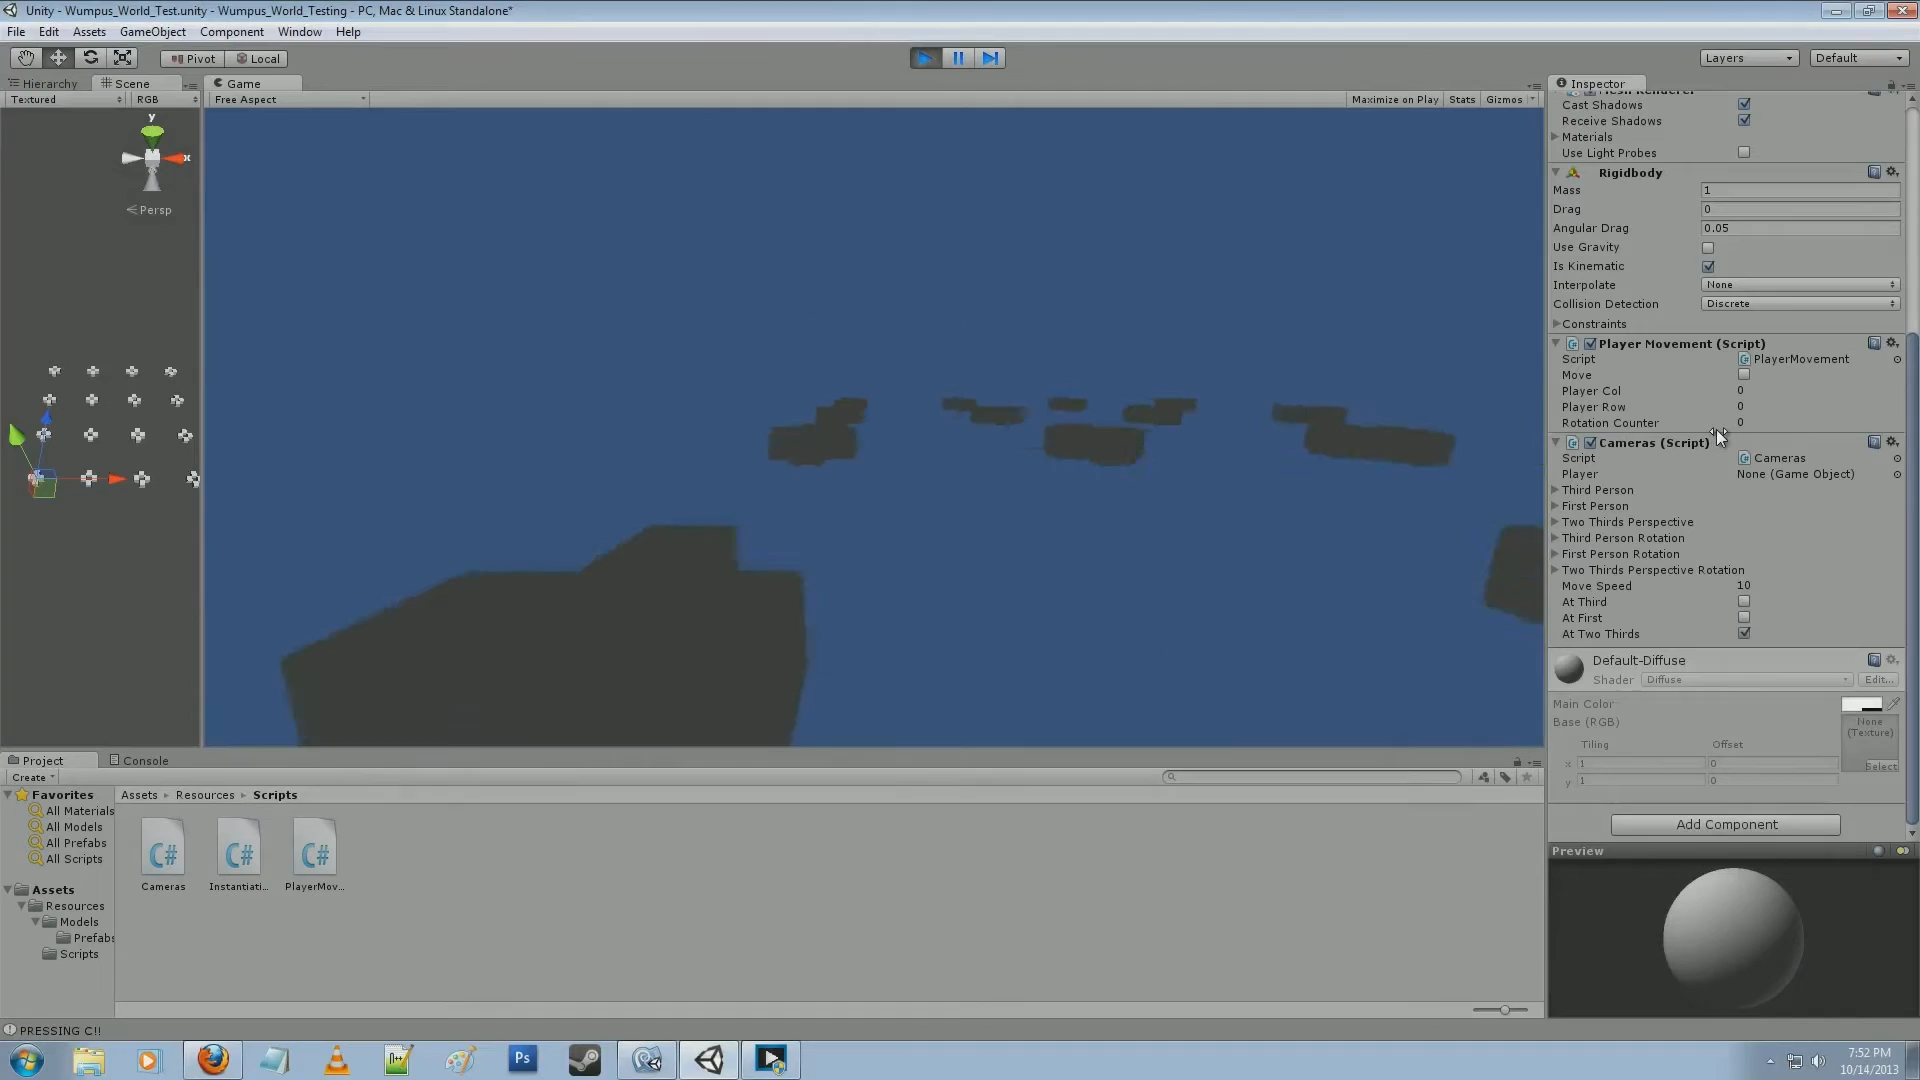 Unity - Wumpus_World_Test.unity - Wumpus_World_Testing - PC, Mac & Linux Standalone*
File Edit Assets GameObject Component Window Help
Pivot Local Layers Default
Hierarchy Scene Game Inspector
Textured RGB Free Aspect Maximize on Play Stats Gizmos
Mesh Renderer
Cast Shadows
Receive Shadows
Materials
Use Light Probes
y
x
Persp
Rigidbody
Mass 1
Drag 0
Angular Drag 0.05
Use Gravity
Is Kinematic
Interpolate None
Collision Detection Discrete
Constraints
Player Movement (Script)
Script PlayerMovement
Move
Player Col 0
Player Row 0
Rotation Counter 0
Cameras (Script)
Script Cameras
Player None (Game Object)
Third Person
First Person
Two Thirds Perspective
Third Person Rotation
First Person Rotation
Two Thirds Perspective Rotation
Move Speed 10
At Third
At First
At Two Thirds
Default-Diffuse
Shader Diffuse Edit...
Main Color
Base (RGB)
None
(Texture)
Tiling Offset
x 1 0
y 1 0
Select
Add Component
Preview
Project Console
Create
Favorites
All Materials
All Models
All Prefabs
All Scripts
Assets
Resources
Models
Prefabs
Scripts
Assets Resources Scripts
C# C# C#
Cameras Instantiati... PlayerMov...
PRESSING C!!
Ps
7:52 PM
10/14/2013